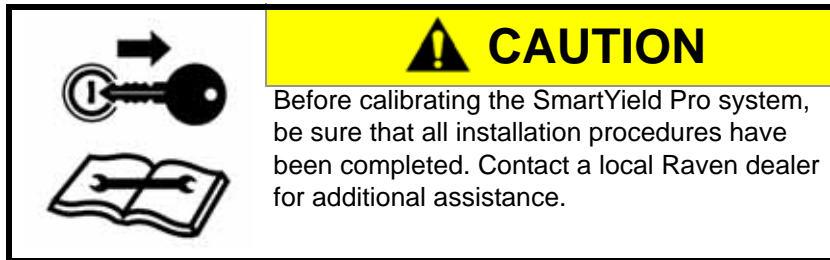 CAUTION
Before calibrating the SmartYield Pro system,
be sure that all installation procedures have
been completed. Contact a local Raven dealer
for additional assistance.